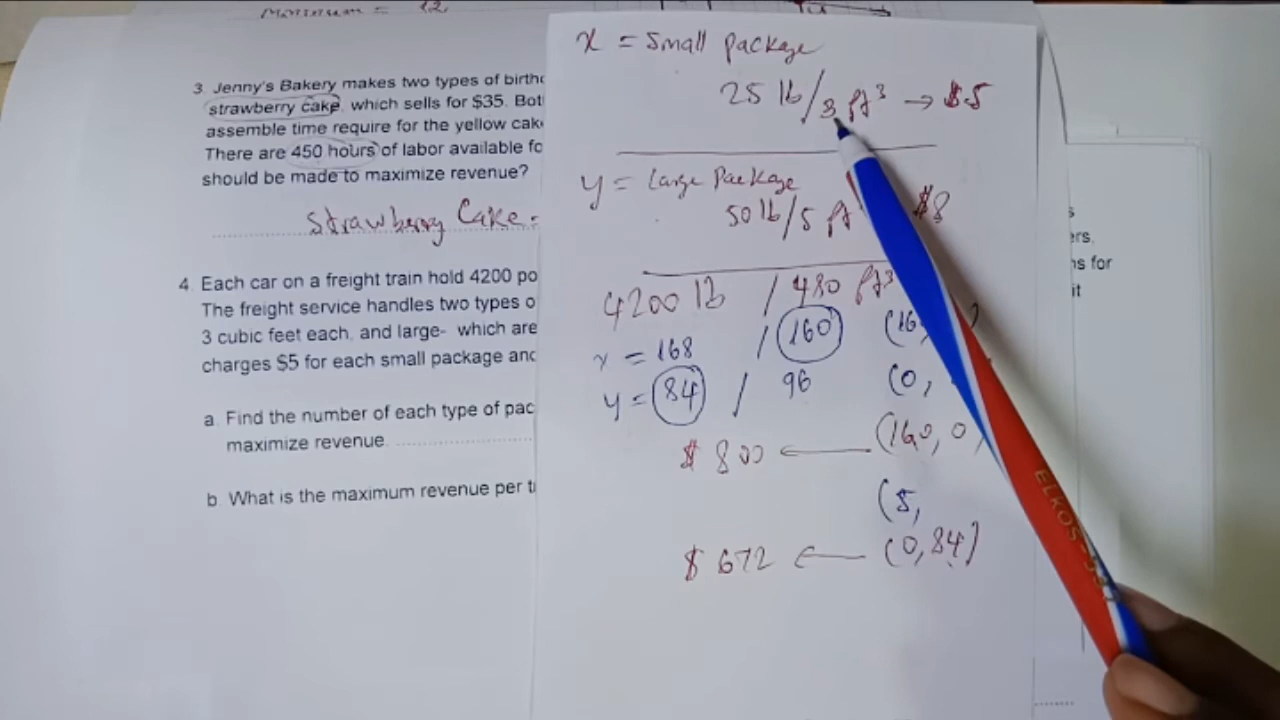 3. Jenny's Bakery makes two types of birth
strawberry cake, which sells for $35. Bot
assemble time require for the yellow cak
There are 450 hours of labor available fo
should be made to maximize revenue?
Strawberry Cake =
4. Each car on a freight train hold 4200 po
The freight service handles two types o
3 cubic feet each, and large- which are
charges $5 for each small package and
a. Find the number of each type of pac
maximize revenue.
b. What is the maximum revenue per t
x = Small package
25 lb/3 ft³ → $5
y = Large Package
50 lb/5 ft $8
4200 lb / 480 ft³
x = 168 / 160 (16
y = 84 / 96 (0,
$ 800 ← (160, 0)
(5,
$ 672 ← (0,84)
ers,
ns for
it
ELKOS